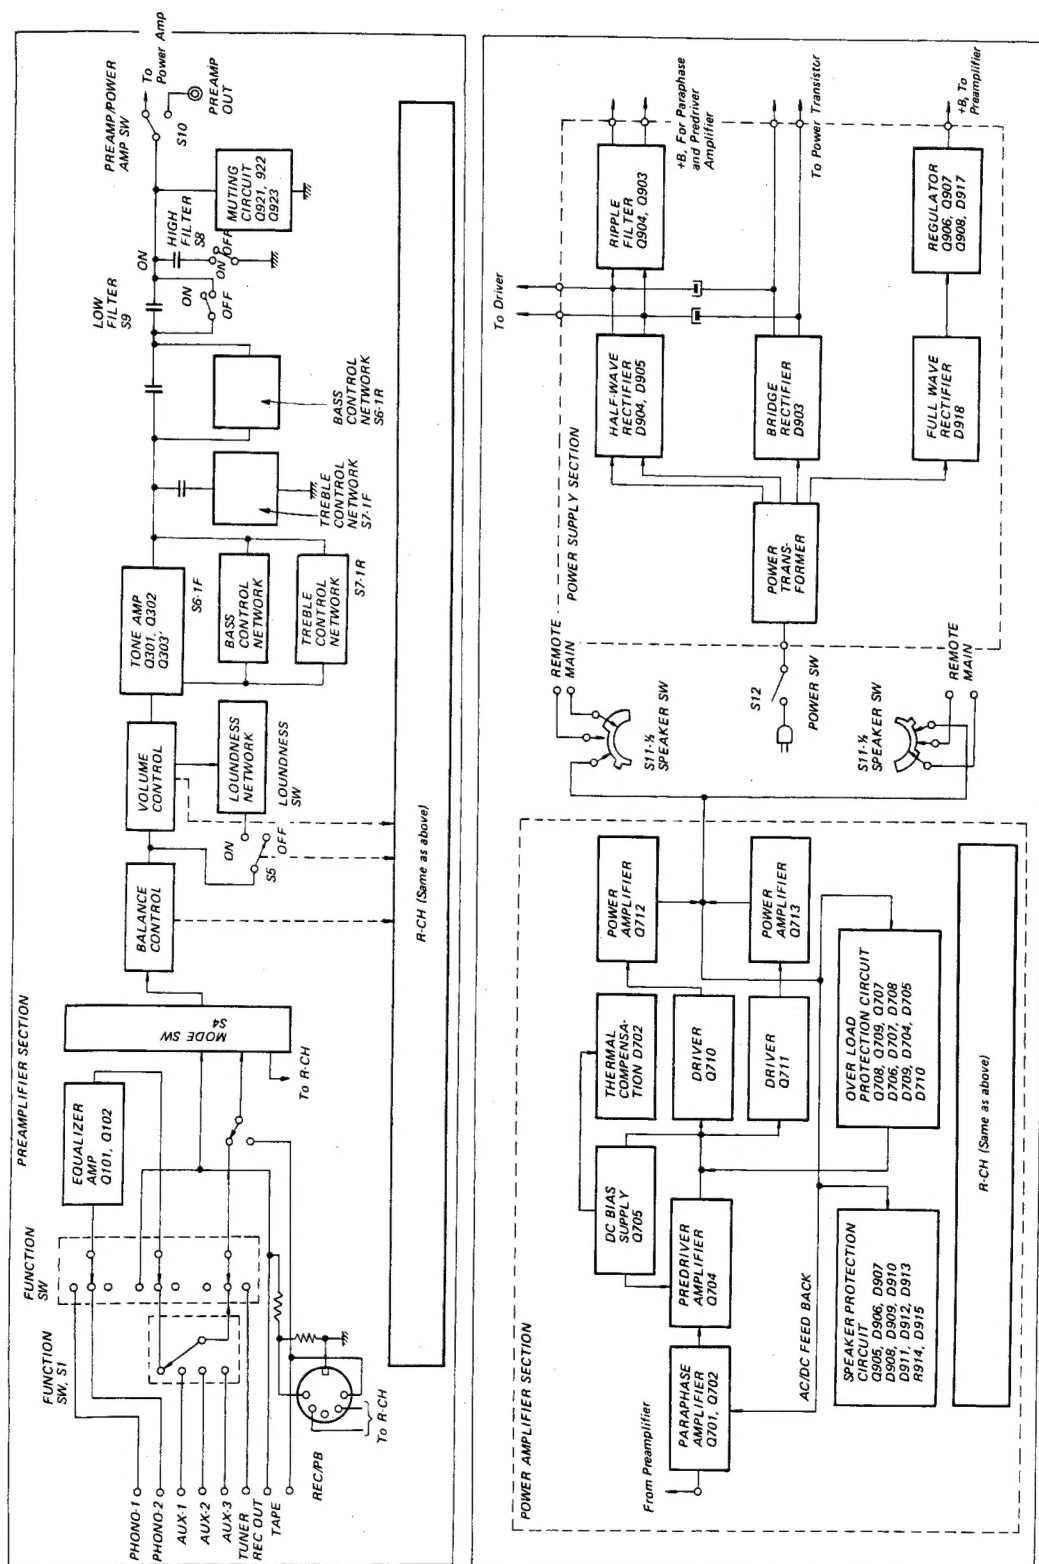 PREAMPLIFIER SECTION
PHONO-1
PHONO-2
AUX-1
AUX-2
AUX-3
TUNER
REC OUT
TAPE
REC/PB
To R-CH
FUNCTION
SW, S1
FUNCTION
SW
EQUALIZER
AMP
Q101, Q102
MODE SW
S4
To R-CH
BALANCE
CONTROL
VOLUME
CONTROL
S5
ON
OFF
LOUNDNESS
NETWORK
LOUNDNESS
SW
TONE AMP
Q301, Q302
Q303'
S6-1F
BASS
CONTROL
NETWORK
TREBLE
CONTROL
NETWORK
S7-1R
TREBLE
CONTROL
NETWORK
S7-1F
BASS
CONTROL
NETWORK
S6-1R
LOW
FILTER
S9
ON
OFF
ON
HIGH
FILTER
S8
ON
OFF
OFF
MUTING
CIRCUIT
Q921, 922
Q923
PREAMP/POWER
AMP SW
S10
To
Power Amp
PREAMP
OUT
R-CH (Same as above)
POWER AMPLIFIER SECTION
From Preamplifier
PARAPHASE
AMPLIFIER
Q701, Q702
PREDRIVER
AMPLIFIER
Q704
DC BIAS
SUPPLY
Q705
THERMAL
COMPENSA-
TION D702
DRIVER
Q710
DRIVER
Q711
POWER
AMPLIFIER
Q712
POWER
AMPLIFIER
Q713
AC/DC FEED BACK
SPEAKER PROTECTION
CIRCUIT
Q905, D906, D907
D908, D909, D910
D911, D912, D913
R914, D915
OVER LOAD
PROTECTION CIRCUIT
Q708, Q709, Q707
D706, D707, D708
D709, D704, D705
D710
R-CH (Same as above)
S11-½
SPEAKER SW
REMOTE
MAIN
S12
POWER SW
S11-½
SPEAKER SW
REMOTE
MAIN
POWER SUPPLY SECTION
POWER
TRANS-
FORMER
HALF-WAVE
RECTIFIER
D904, D905
BRIDGE
RECTIFIER
D903
FULL WAVE
RECTIFIER
D918
To Driver
RIPPLE
FILTER
Q904, Q903
REGULATOR
Q906, Q907
Q908, D917
+B, For Paraphase
and Predriver
Amplifier
To Power Transistor
+B, To
Preamplifier